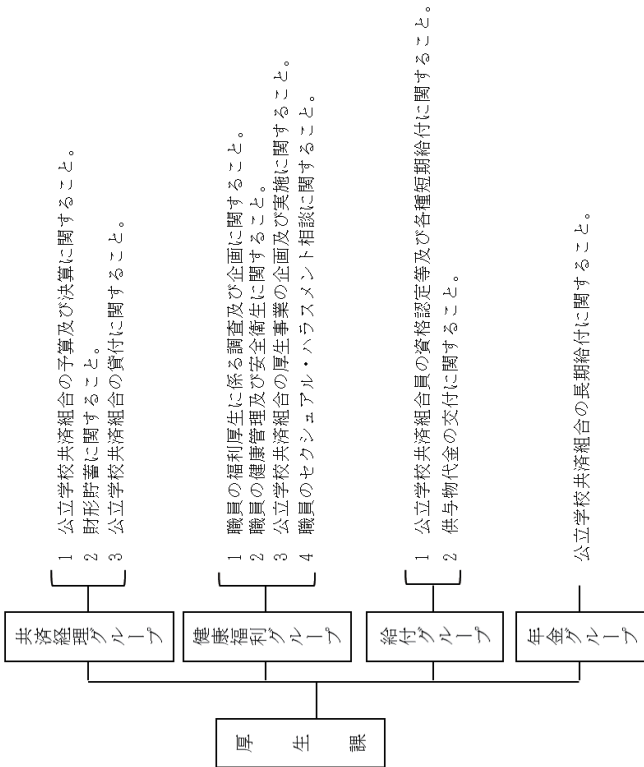 厚生課
共済経理グループ
1 公立学校共済組合の予算及び決算に関すること。
2 財形貯蓄に関すること。
3 公立学校共済組合の貸付に関すること。
健康福利グループ
1 職員の福利厚生に係る調査及び企画に関すること。
2 職員の健康管理及び安全衛生に関すること。
3 公立学校共済組合の厚生事業の企画及び実施に関すること。
4 職員のセクシュアル・ハラスメント相談に関すること。
給付グループ
1 公立学校共済組合員の資格認定等及び各種短期給付に関すること。
2 供与物代金の交付に関すること。
年金グループ
公立学校共済組合の長期給付に関すること。